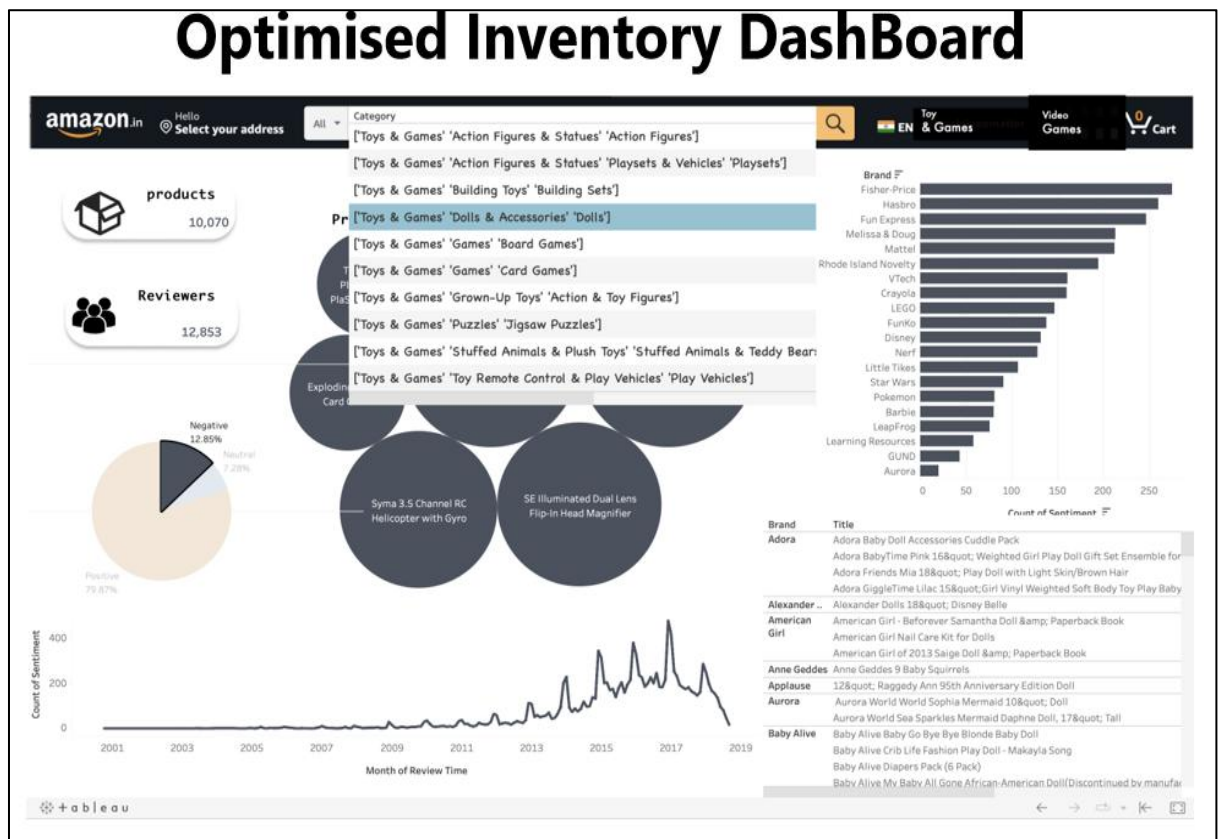 Optimised Inventory DashBoard
amazon.in
Hello
Select your address
All
Category
EN
Toy
& Games
Video
Games
0
Cart
['Toys & Games' 'Action Figures & Statues' 'Action Figures']
['Toys & Games' 'Action Figures & Statues' 'Playsets & Vehicles' 'Playsets']
['Toys & Games' 'Building Toys' 'Building Sets']
['Toys & Games' 'Dolls & Accessories' 'Dolls']
['Toys & Games' 'Games' 'Board Games']
['Toys & Games' 'Games' 'Card Games']
['Toys & Games' 'Grown-Up Toys' 'Action & Toy Figures']
['Toys & Games' 'Puzzles' 'Jigsaw Puzzles']
['Toys & Games' 'Stuffed Animals & Plush Toys' 'Stuffed Animals & Teddy Bears
['Toys & Games' 'Toy Remote Control & Play Vehicles' 'Play Vehicles']
products
10,070
Reviewers
12,853
Pr
Card
Syma 3.5 Channel RC
Helicopter with Gyro
SE Illuminated Dual Lens
Flip-In Head Magnifier
Negative
12.85%
Neutral
7.28%
Positive
79.87%
Brand
Fisher-Price
Hasbro
Fun Express
Melissa & Doug
Mattel
Rhode Island Novelty
VTech
Crayola
LEGO
FunKo
Disney
Nerf
Little Tikes
Star Wars
Pokemon
Barbie
LeapFrog
Learning Resources
GUND
Aurora
0 50 100 150 200 250
Count of Sentiment
Brand Title
Adora Adora Baby Doll Accessories Cuddle Pack
Adora BabyTime Pink 16&quot; Weighted Girl Play Doll Gift Set Ensemble for
Adora Friends Mia 18&quot; Play Doll with Light Skin/Brown Hair
Adora GiggleTime Lilac 15&quot;Girl Vinyl Weighted Soft Body Toy Play Baby
Alexander .. Alexander Dolls 18&quot; Disney Belle
American American Girl - Beforever Samantha Doll &amp; Paperback Book
Girl American Girl Nail Care Kit for Dolls
American Girl of 2013 Saige Doll &amp; Paperback Book
Anne Geddes Anne Geddes 9 Baby Squirrels
Applause 12&quot; Raggedy Ann 95th Anniversary Edition Doll
Aurora Aurora World World Sophia Mermaid 10&quot; Doll
Aurora World Sea Sparkles Mermaid Daphne Doll, 17&quot; Tall
Baby Alive Baby Alive Baby Go Bye Bye Blonde Baby Doll
Baby Alive Crib Life Fashion Play Doll - Makayla Song
Baby Alive Diapers Pack (6 Pack)
Baby Alive My Baby All Gone African-American Doll(Discontinued by manufa
Count of Sentiment
400
200
0
2001 2003 2005 2007 2009 2011 2013 2015 2017 2019
Month of Review Time
+ableau